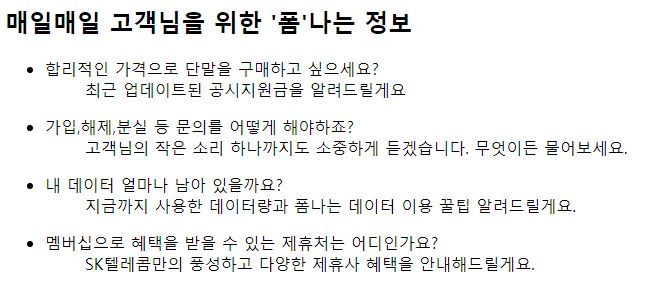 매일매일 고객님을 위한 '폼'나는 정보
합리적인 가격으로 단말을 구매하고 싶으세요?
최근 업데이트된 공시지원금을 알려드릴게요
가입,해제,분실 등 문의를 어떻게 해야하죠?
고객님의 작은 소리 하나까지도 소중하게 듣겠습니다. 무엇이든 물어보세요.
내 데이터 얼마나 남아 있을까요?
지금까지 사용한 데이터량과 폼나는 데이터 이용 꿀팁 알려드릴게요.
멤버십으로 혜택을 받을 수 있는 제휴처는 어디인가요?
SK텔레콤만의 풍성하고 다양한 제휴사 혜택을 안내해드릴게요.